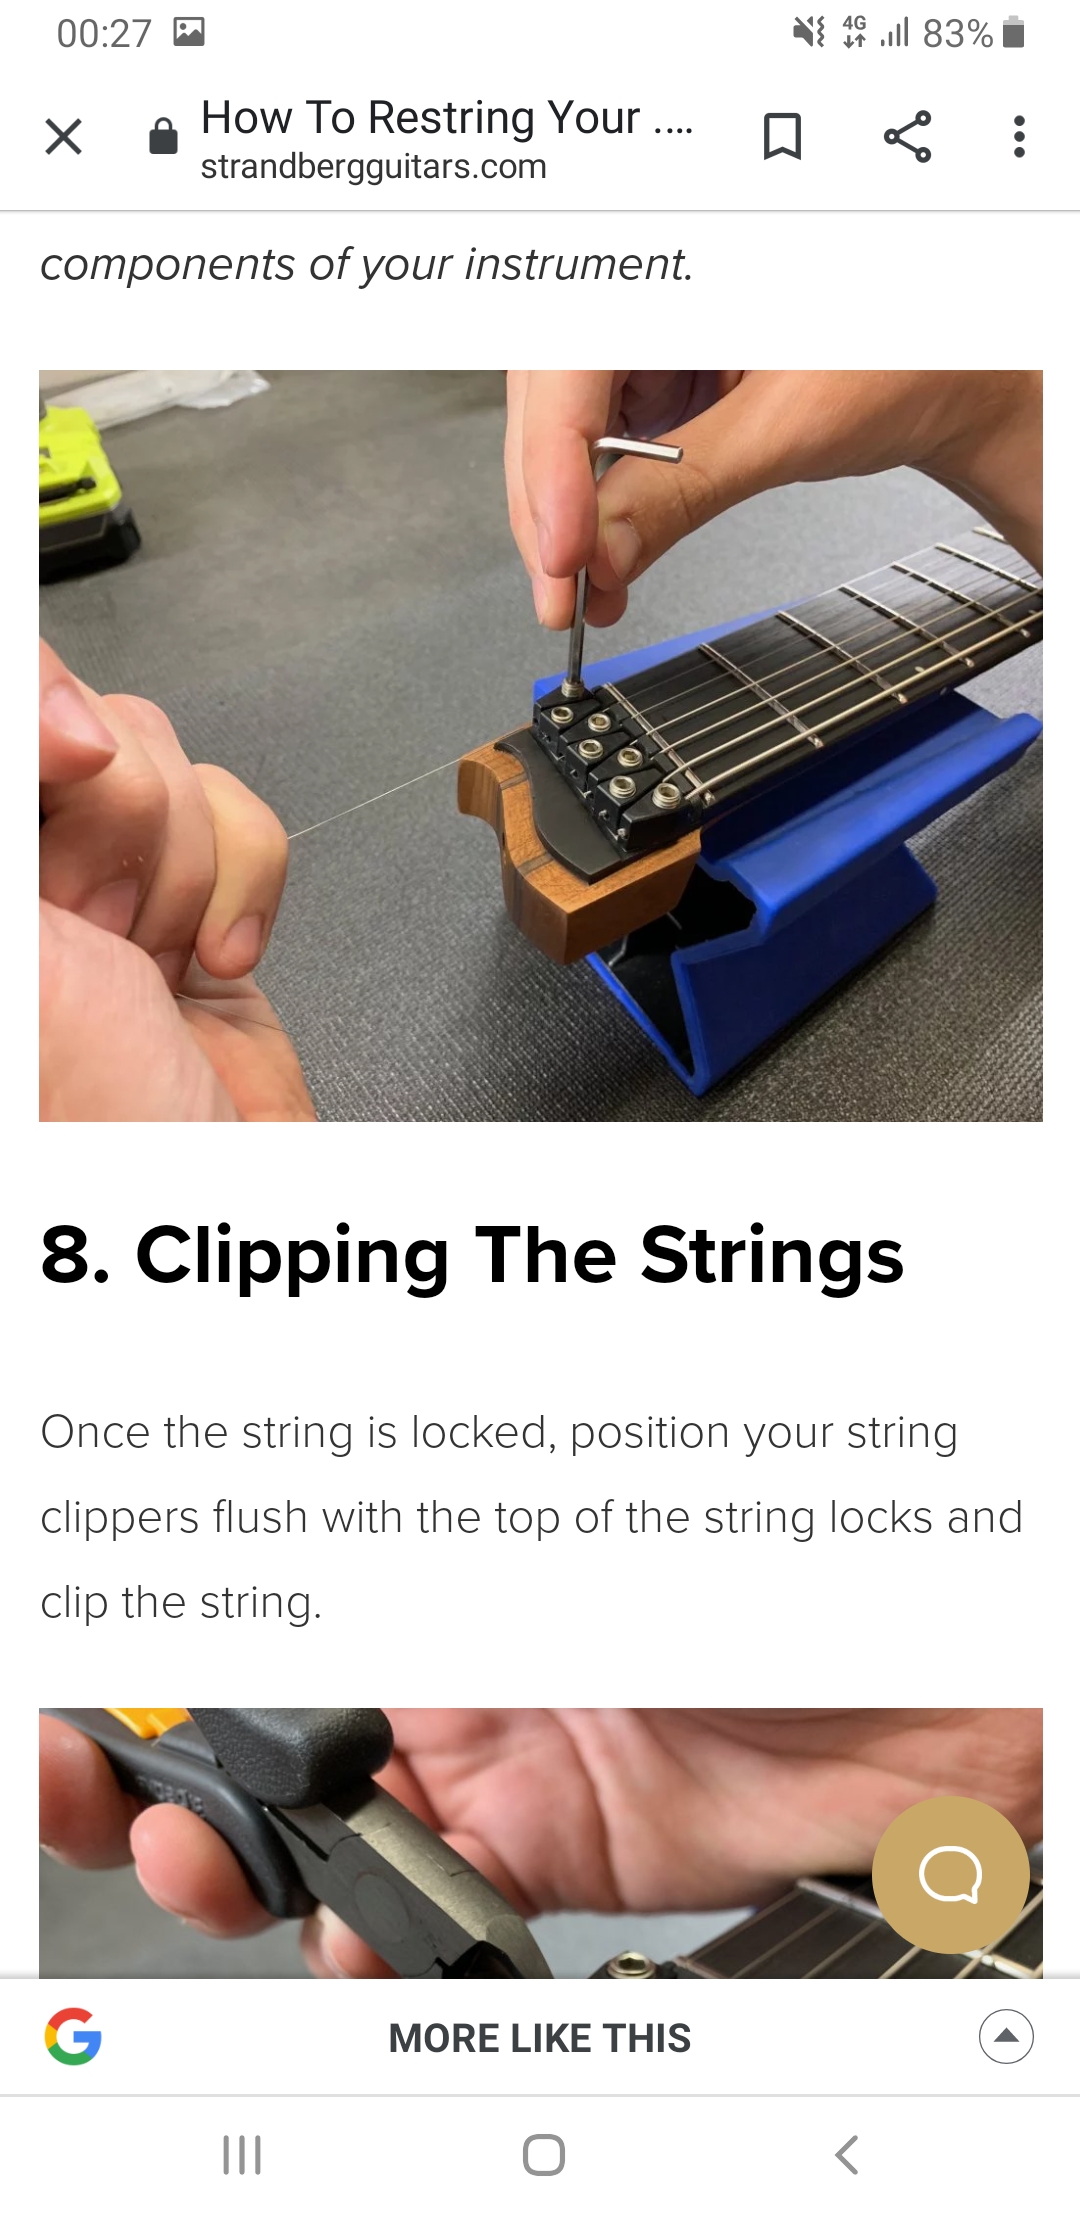 00:27
4G
83%
How To Restring Your ....
strandbergguitars.com
components of your instrument.
8. Clipping The Strings
Once the string is locked, position your string
clippers flush with the top of the string locks and
clip the string.
MORE LIKE THIS